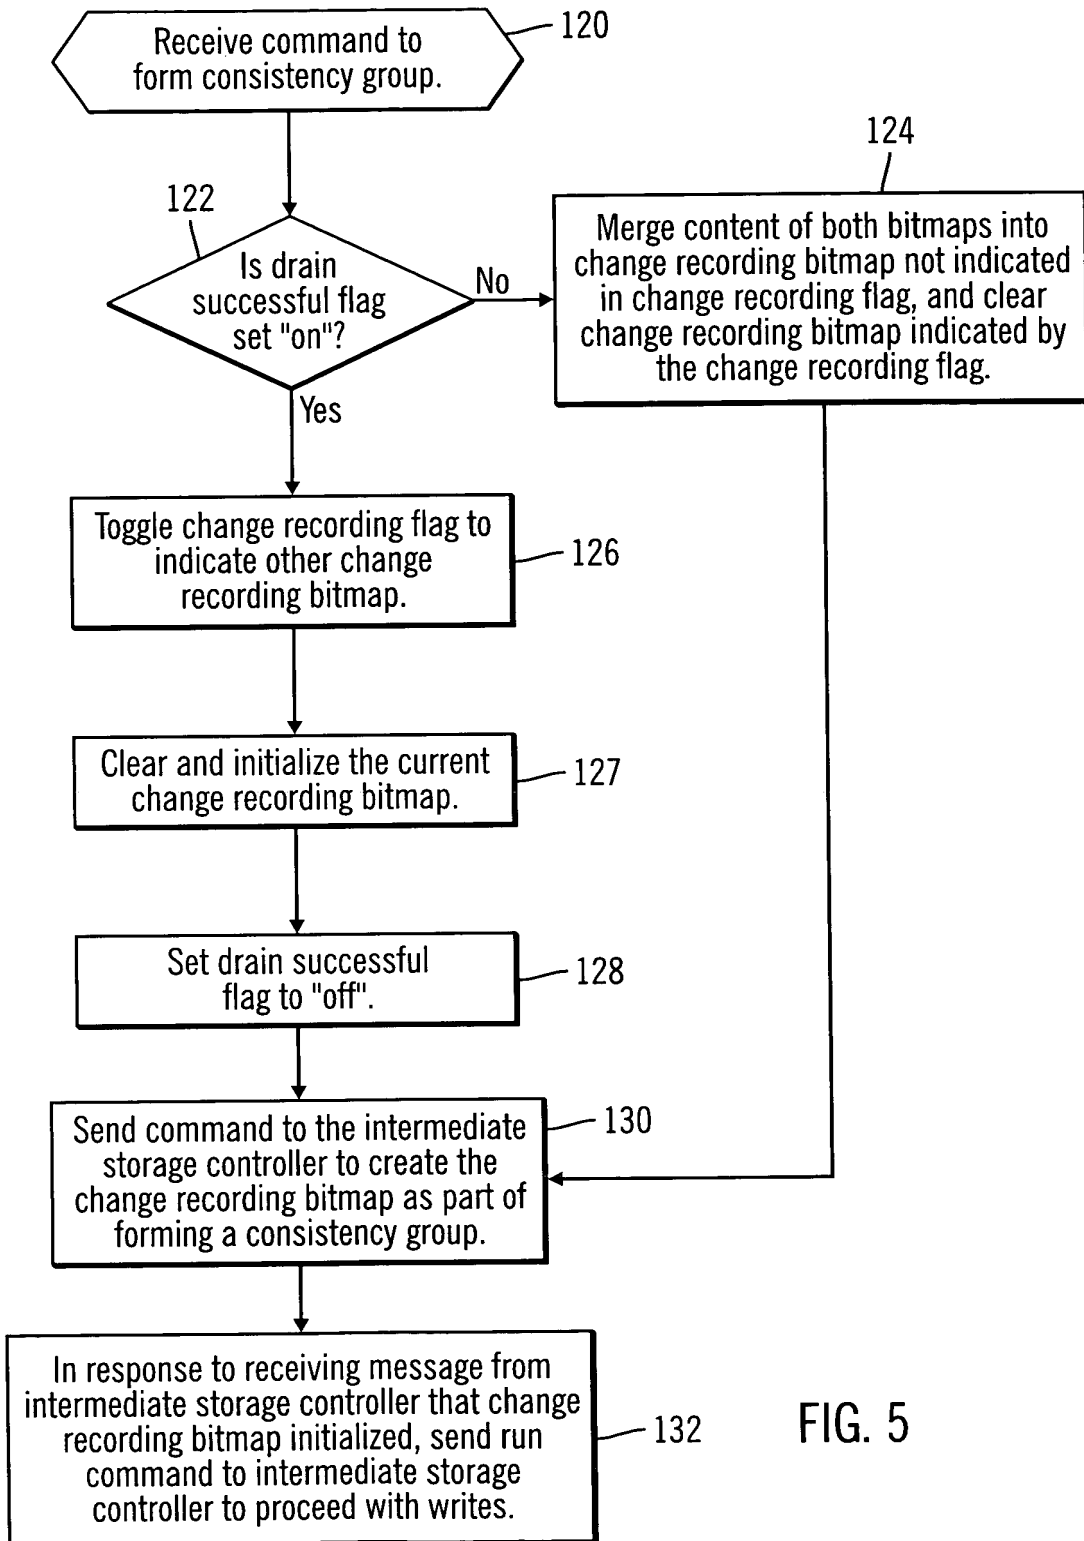 Receive command to
form consistency group.
120
122
Is drain
successful flag
set "on"?
No
124
Merge content of both bitmaps into
change recording bitmap not indicated
in change recording flag, and clear
change recording bitmap indicated by
the change recording flag.
Yes
Toggle change recording flag to
indicate other change
recording bitmap.
126
Clear and initialize the current
change recording bitmap.
127
Set drain successful
flag to "off".
128
Send command to the intermediate
storage controller to create the
change recording bitmap as part of
forming a consistency group.
130
In response to receiving message from
intermediate storage controller that change
recording bitmap initialized, send run
command to intermediate storage
controller to proceed with writes.
132
FIG. 5